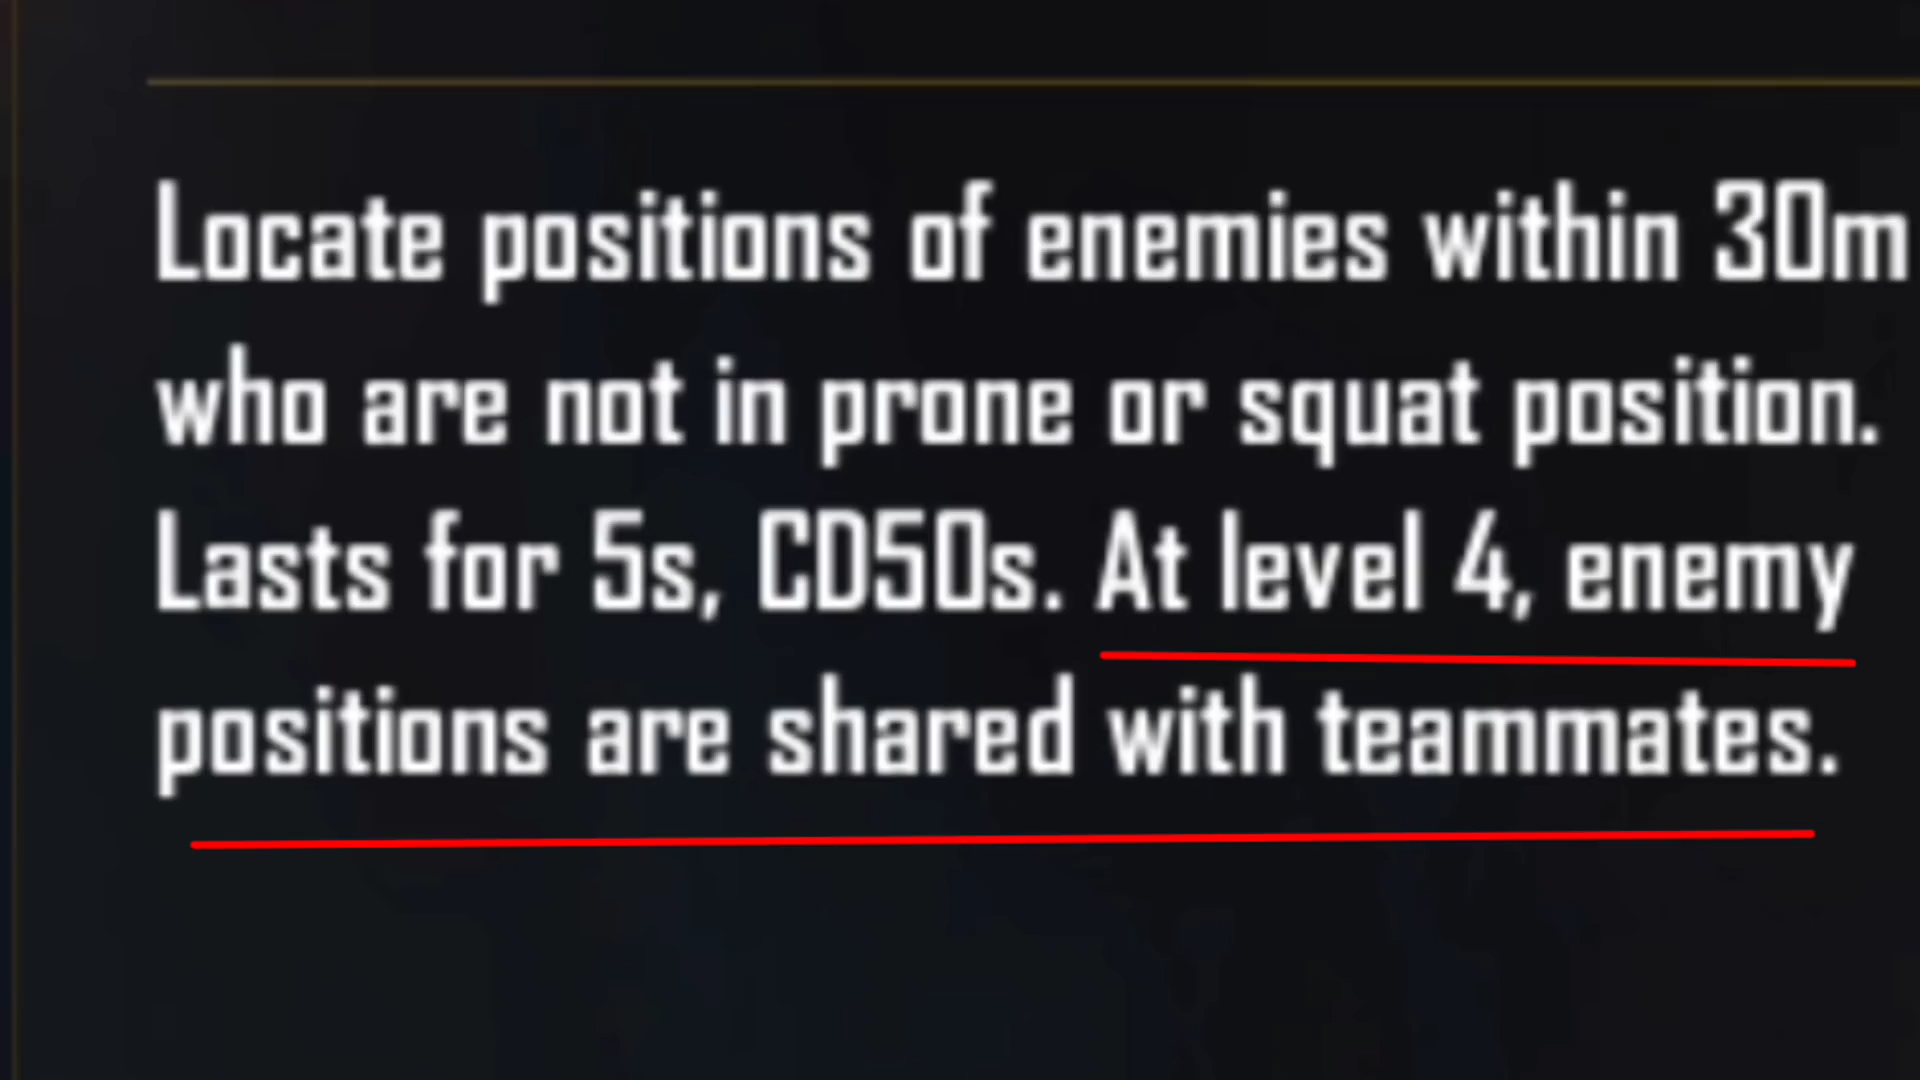 Locate positions of enemies within 30m
who are not in prone or squat position.
Lasts for 5s, CD50s. At level 4, enemy
positions are shared with teammates.